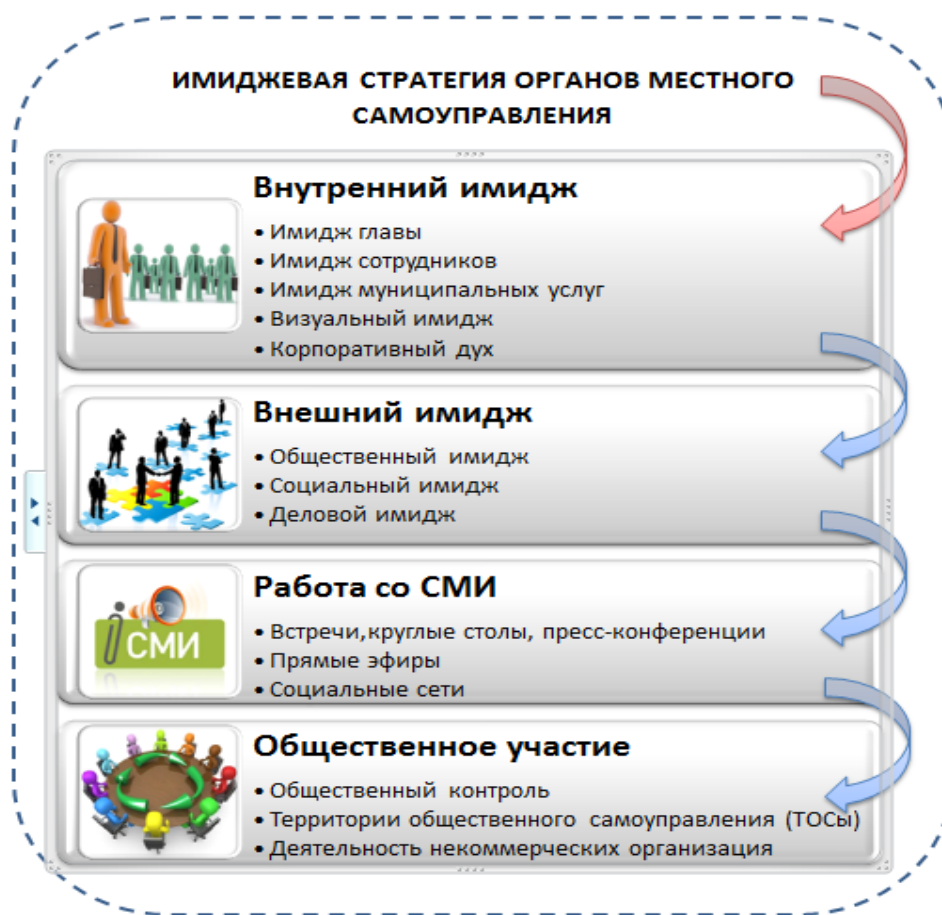 ИМИДЖЕВАЯ СТРАТЕГИЯ ОРГАНОВ МЕСТНОГО
САМОУПРАВЛЕНИЯ
Внутренний имидж
• Имидж главы
• Имидж сотрудников
• Имидж муниципальных услуг
• Визуальный имидж
• Корпоративный дух
Внешний имидж
• Общественный имидж
• Социальный имидж
• Деловой имидж
СМИ
Работа со СМИ
• Встречи,круглые столы, пресс-конференции
• Прямые эфиры
• Социальные сети
Общественное участие
• Общественный контроль
• Территории общественного самоуправления (ТОСы)
• Деятельность некоммерческих организация